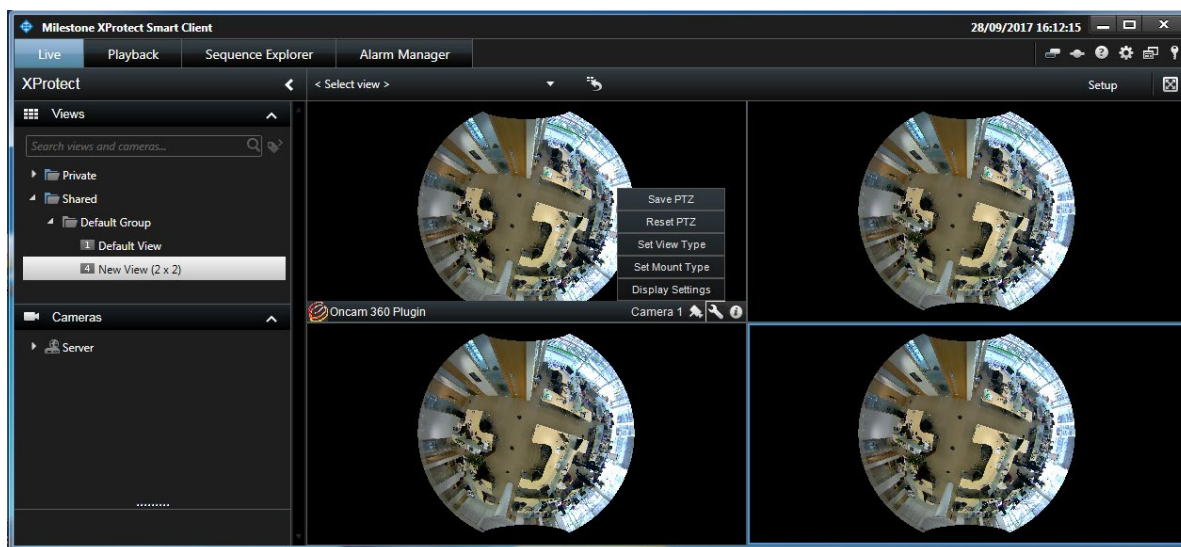 Milestone XProtect Smart Client
28/09/2017 16:12:15
Live Playback Sequence Explorer Alarm Manager
XProtect
< Select view >
Setup
Views
Search views and cameras...
Private
Shared
Default Group
1 Default View
4 New View (2 x 2)
Cameras
Server
Save PTZ
Reset PTZ
Set View Type
Set Mount Type
Display Settings
Oncam 360 Plugin
Camera 1